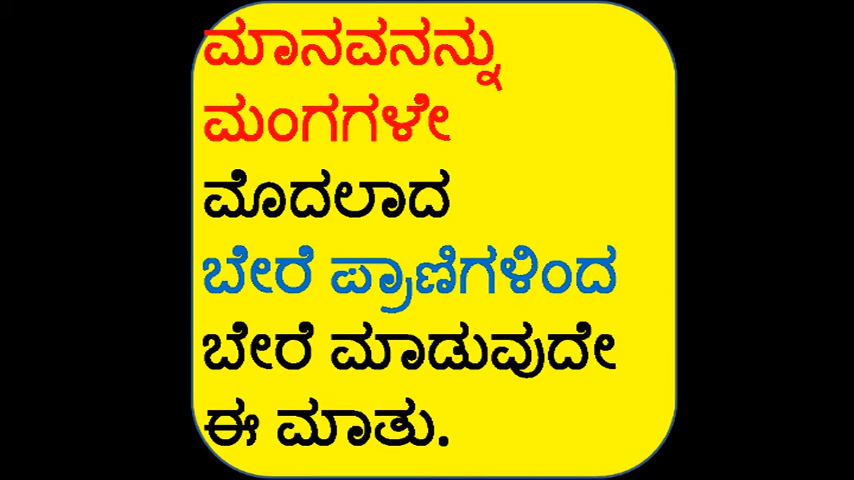 ಮಾನವನನ್ನು
ಮಂಗಗಳೇ
ಮೊದಲಾದ
ಬೇರೆ ಪ್ರಾಣಿಗಳಿಂದ
ಬೇರೆ ಮಾಡುವುದೇ
ಈ ಮಾತು.